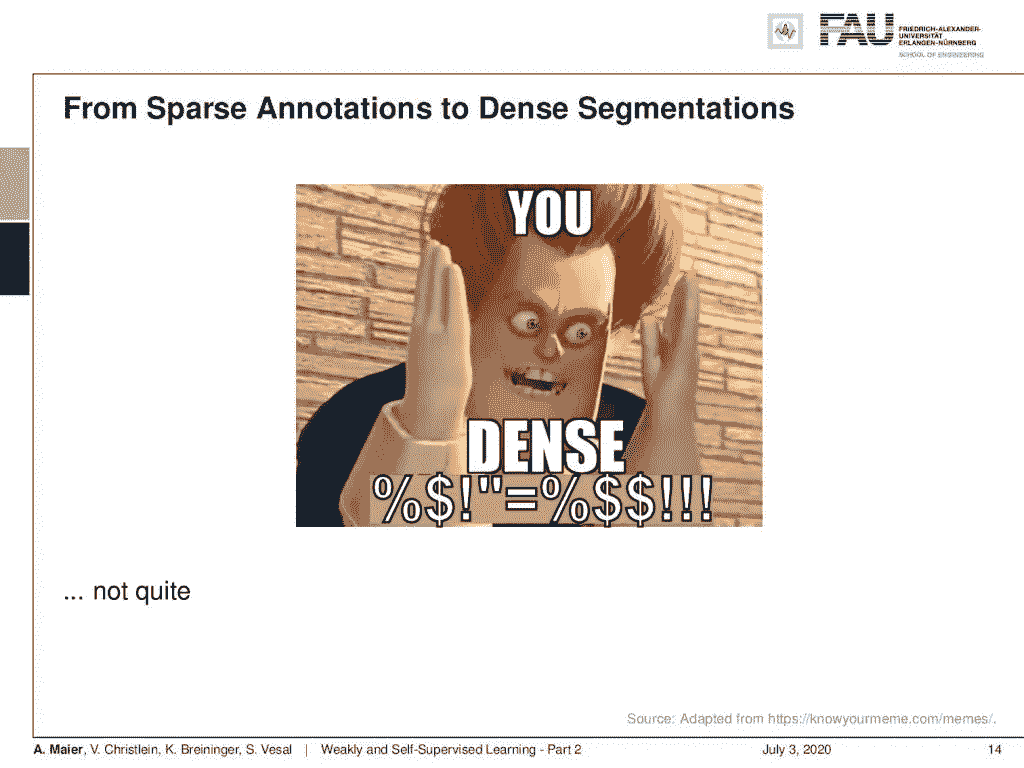 FAU
FRIEDRICH-ALEXANDER-
UNIVERSITÄT
ERLANGEN-NÜRNBERG
SCHOOL OF ENGINEERING
From Sparse Annotations to Dense Segmentations
YOU
DENSE
%$!"=%$$!!!
... not quite
Source: Adapted from https://knowyourmeme.com/memes/.
A. Maier, V. Christlein, K. Breininger, S. Vesal | Weakly and Self-Supervised Learning - Part 2 July 3, 2020 14